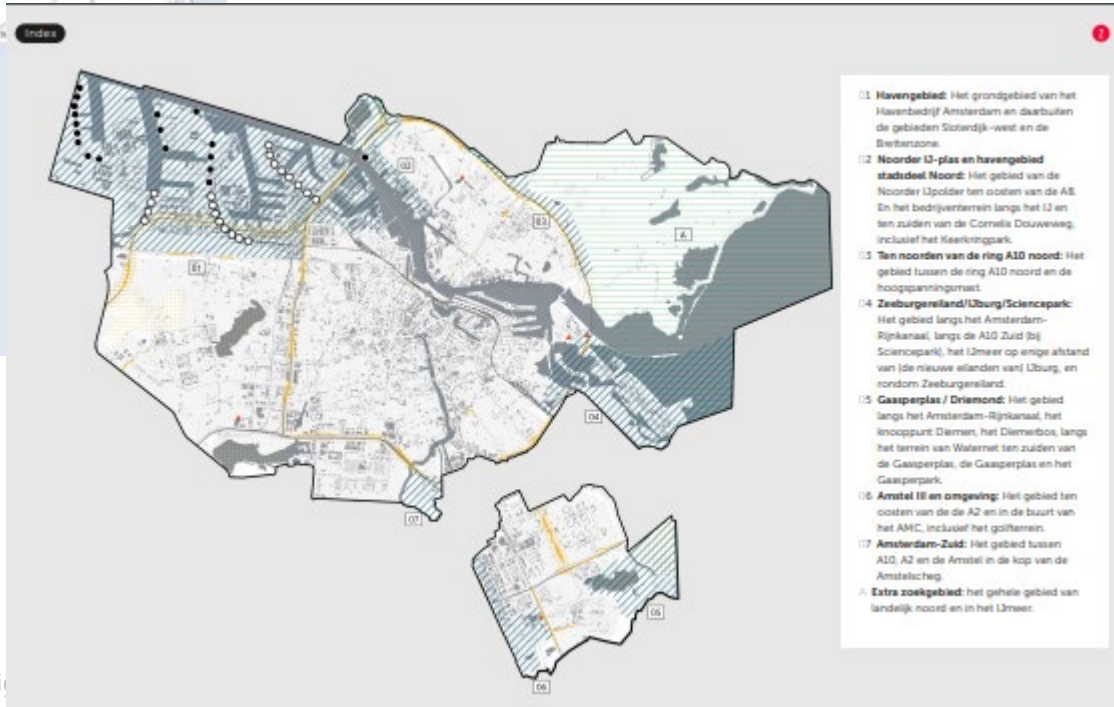 Index
01 Havengebied: Het grondgebied van het
Havenbedrijf Amsterdam en daarbuiten
de gebieden Sloterdijk-west en de
Brettenzone.
02 Noorder IJ-plas en havengebied
stadsdeel Noord: Het gebied van de
Noorder IJpolder ten oosten van de A8.
En het bedrijventerrein langs het IJ en
ten zuiden van de Cornelis Douweweg,
inclusief het Keerkringpark.
03 Ten noorden van de ring A10 noord: Het
gebied tussen de ring A10 noord en de
hoogspanningsmast.
04 Zeeburgereiland/IJburg/Sciencepark:
Het gebied langs het Amsterdam-
Rijnkanaal, langs de A10 Zuid (bij
Sciencepark), het IJmeer op enige afstand
van (de nieuwe eilanden van) IJburg, en
rondom Zeeburgereiland.
05 Gaasperplas / Driemond: Het gebied
langs het Amsterdam-Rijnkanaal, het
knooppunt Diemen, het Diemerbos, langs
het terrein van Waternet ten zuiden van
de Gaasperplas, de Gaasperplas en het
Gaasperpark.
06 Amstel III en omgeving: Het gebied ten
oosten van de de A2 en in de buurt van
het AMC, inclusief het golfterrein.
07 Amsterdam-Zuid: Het gebied tussen
A10, A2 en de Amstel in de kop van de
Amstelscheg.
A Extra zoekgebied: het gehele gebied van
landelijk noord en in het IJmeer.
02
03
A
01
04
07
05
06